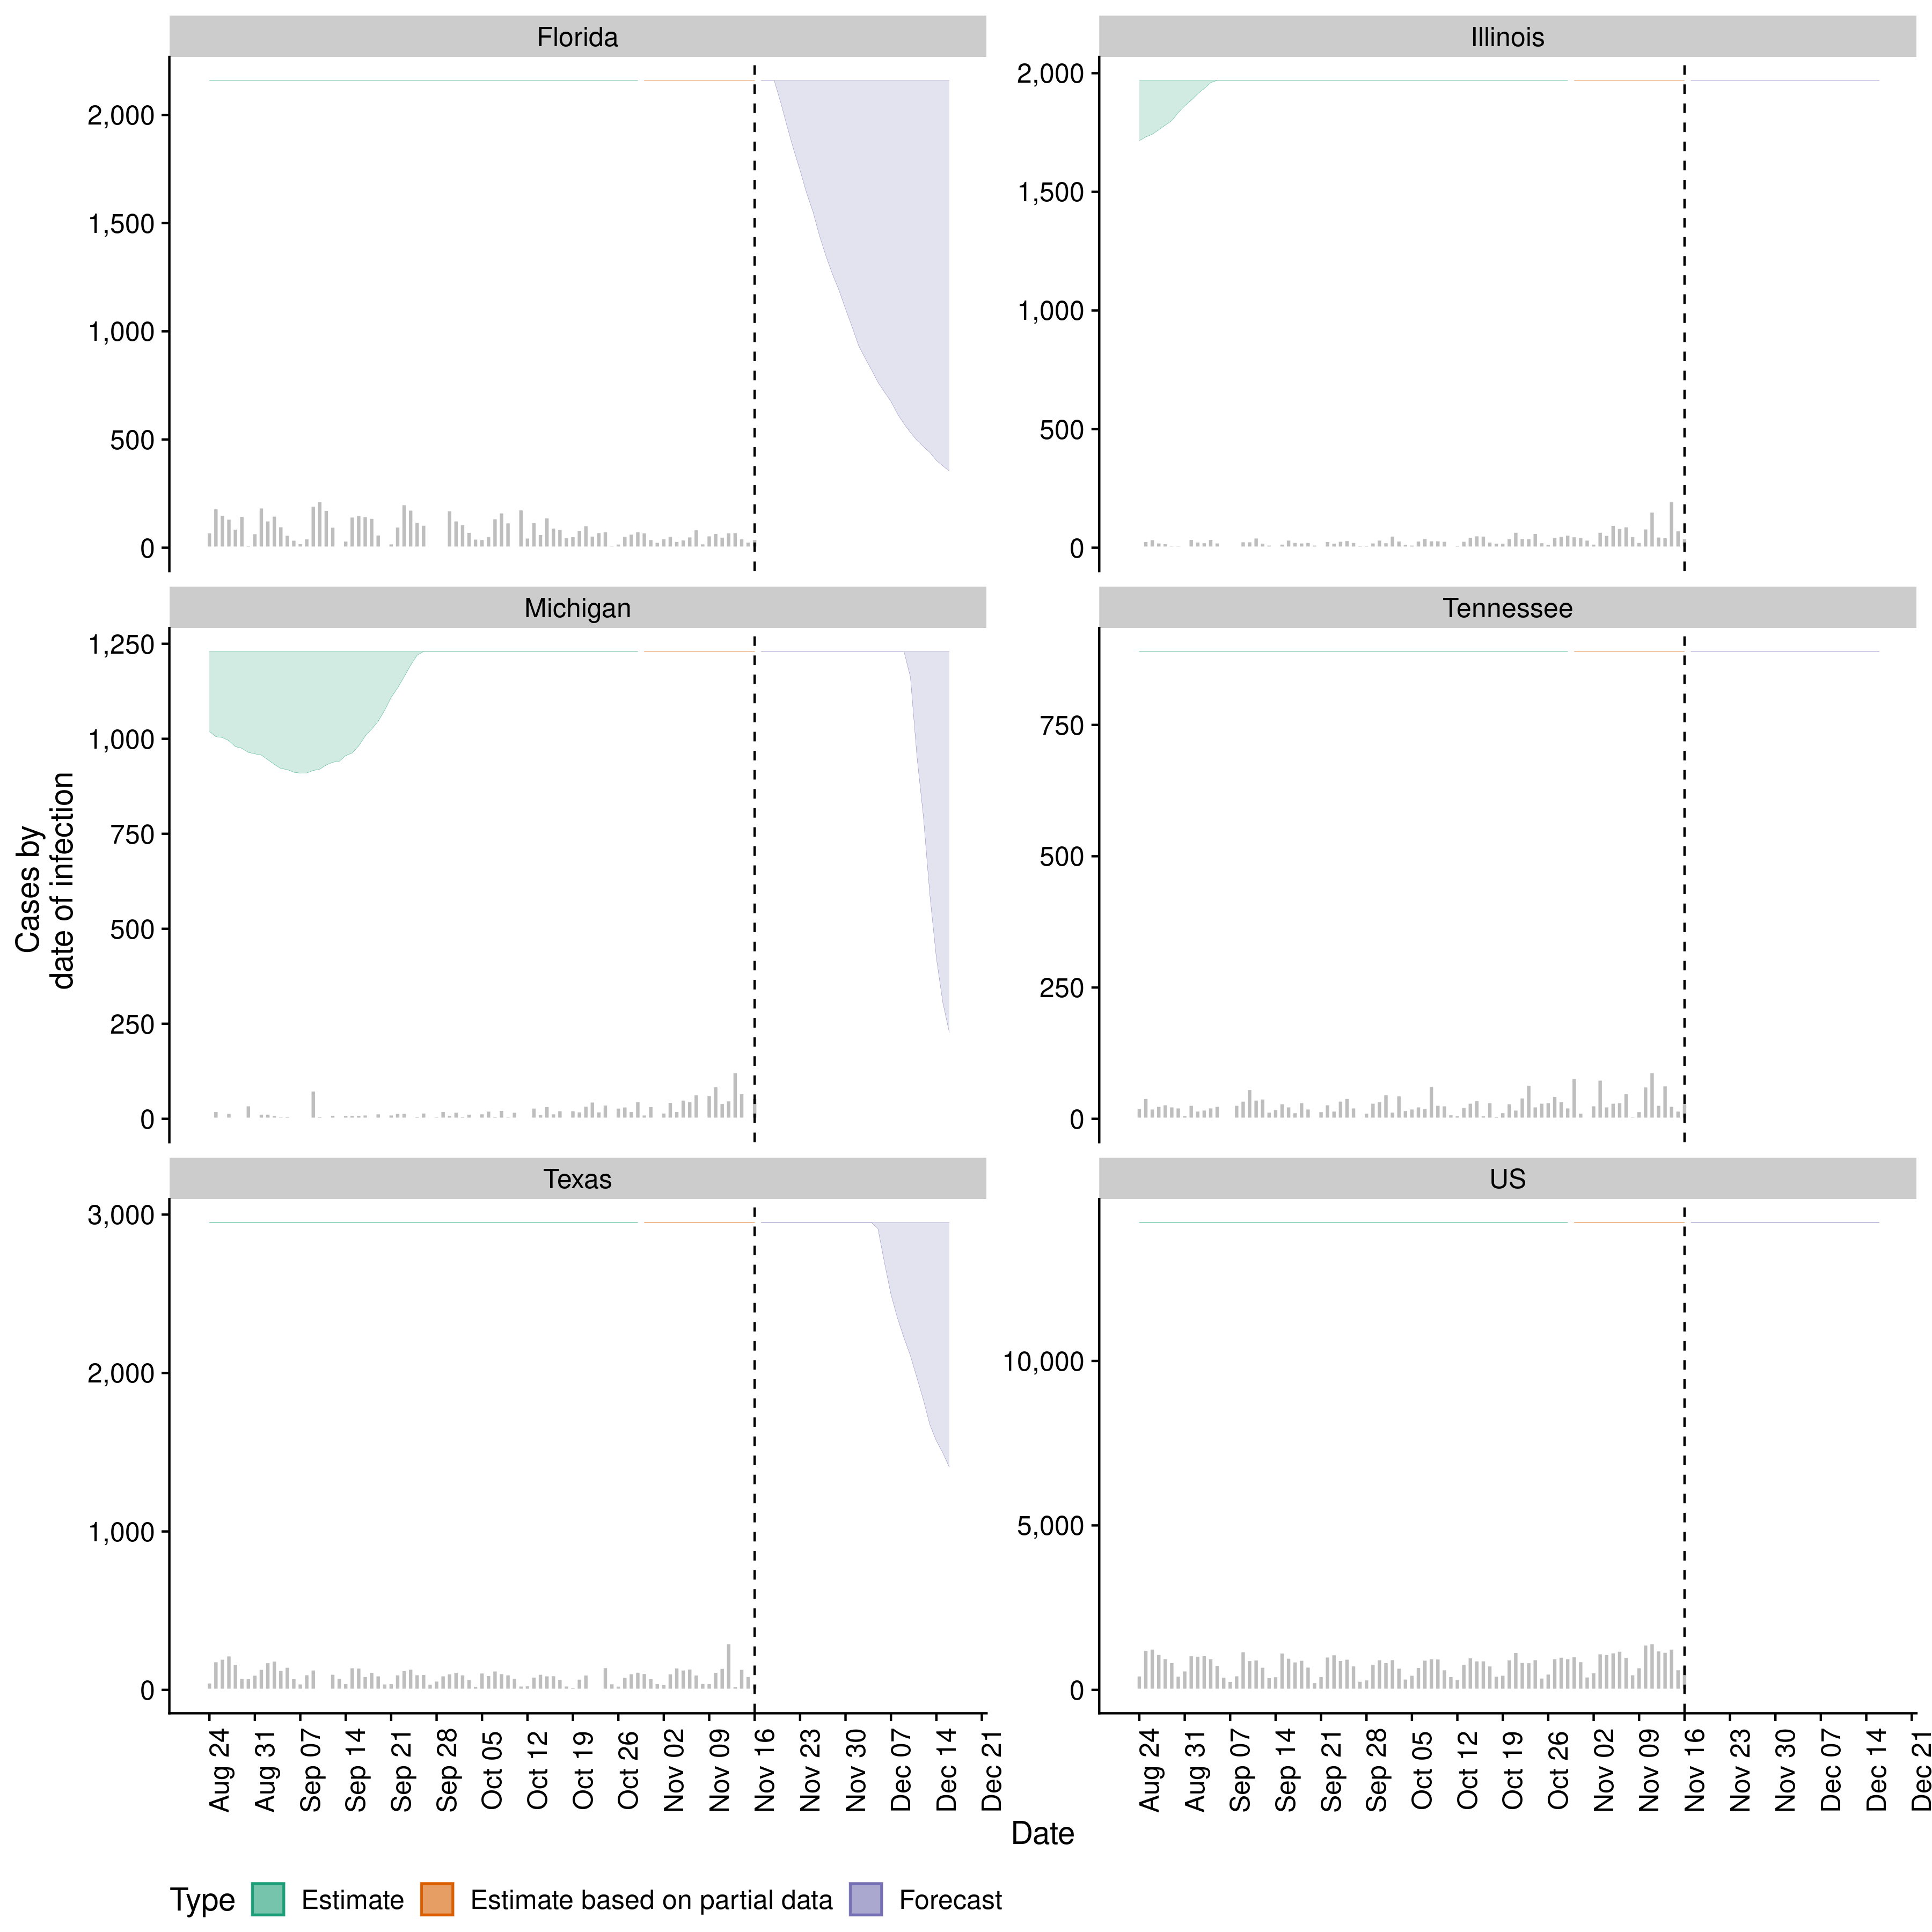 Florida
Illinois
2,000
1,500
1,000
500
0
2,000
1,500
1,000
500
0
Michigan
Tennessee
1,250
1,000
750
500
250
0
750
500
250
0
Texas
US
3,000
2,000
1,000
0
10,000
5,000
0
Cases by
date of infection
Aug 24
Aug 31
Sep 07
Sep 14
Sep 21
Sep 28
Oct 05
Oct 12
Oct 19
Oct 26
Nov 02
Nov 09
Nov 16
Nov 23
Nov 30
Dec 07
Dec 14
Dec 21
Aug 24
Aug 31
Sep 07
Sep 14
Sep 21
Sep 28
Oct 05
Oct 12
Oct 19
Oct 26
Nov 02
Nov 09
Nov 16
Nov 23
Nov 30
Dec 07
Dec 14
Dec 21
Date
Type Estimate Estimate based on partial data Forecast